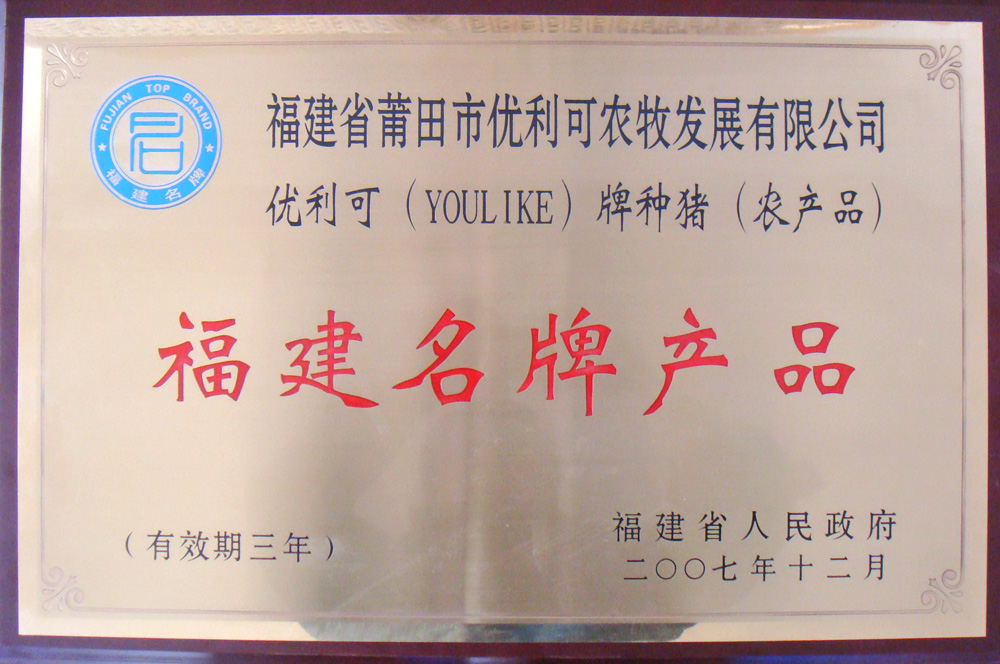 FUJIAN TOP BRAND
福建名牌
福建省莆田市优利可农牧发展有限公司
优利可（YOULIKE）牌种猪（农产品）
福建名牌产品
（有效期三年）
福建省人民政府
二〇〇七年十二月